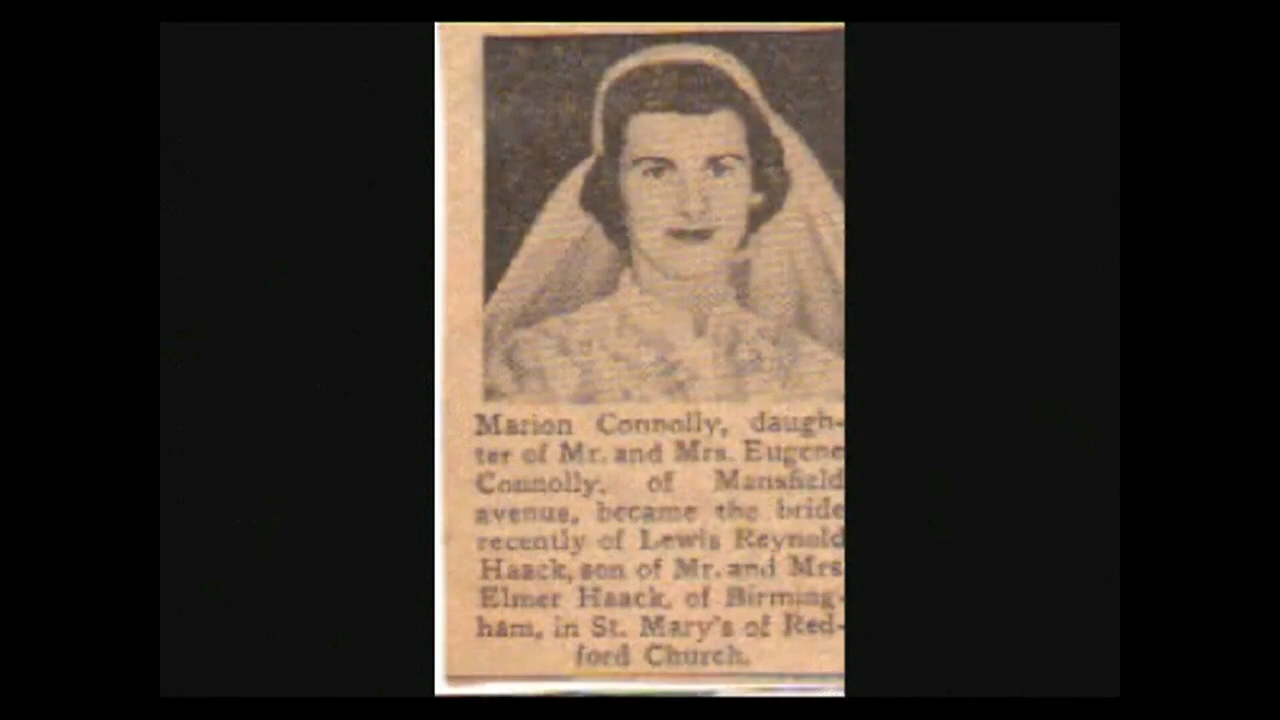 Marion Connolly, daugh-
ter of Mr. and Mrs. Eugene
Connolly, of Mansfield
avenue, became the bride
recently of Lewis Reynold
Haack, son of Mr. and Mrs
Elmer Haack, of Birming-
ham, in St. Mary's of Red-
ford Church.